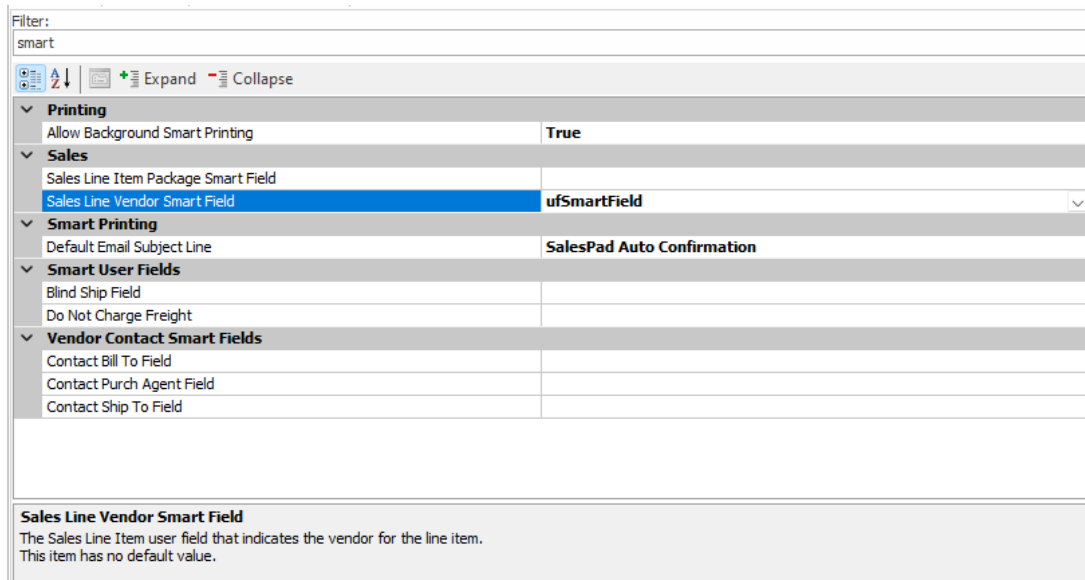 Filter:
smart
Expand Collapse
Printing
Allow Background Smart Printing True
Sales
Sales Line Item Package Smart Field
Sales Line Vendor Smart Field ufSmartField
Smart Printing
Default Email Subject Line SalesPad Auto Confirmation
Smart User Fields
Blind Ship Field
Do Not Charge Freight
Vendor Contact Smart Fields
Contact Bill To Field
Contact Purch Agent Field
Contact Ship To Field
Sales Line Vendor Smart Field
The Sales Line Item user field that indicates the vendor for the line item.
This item has no default value.